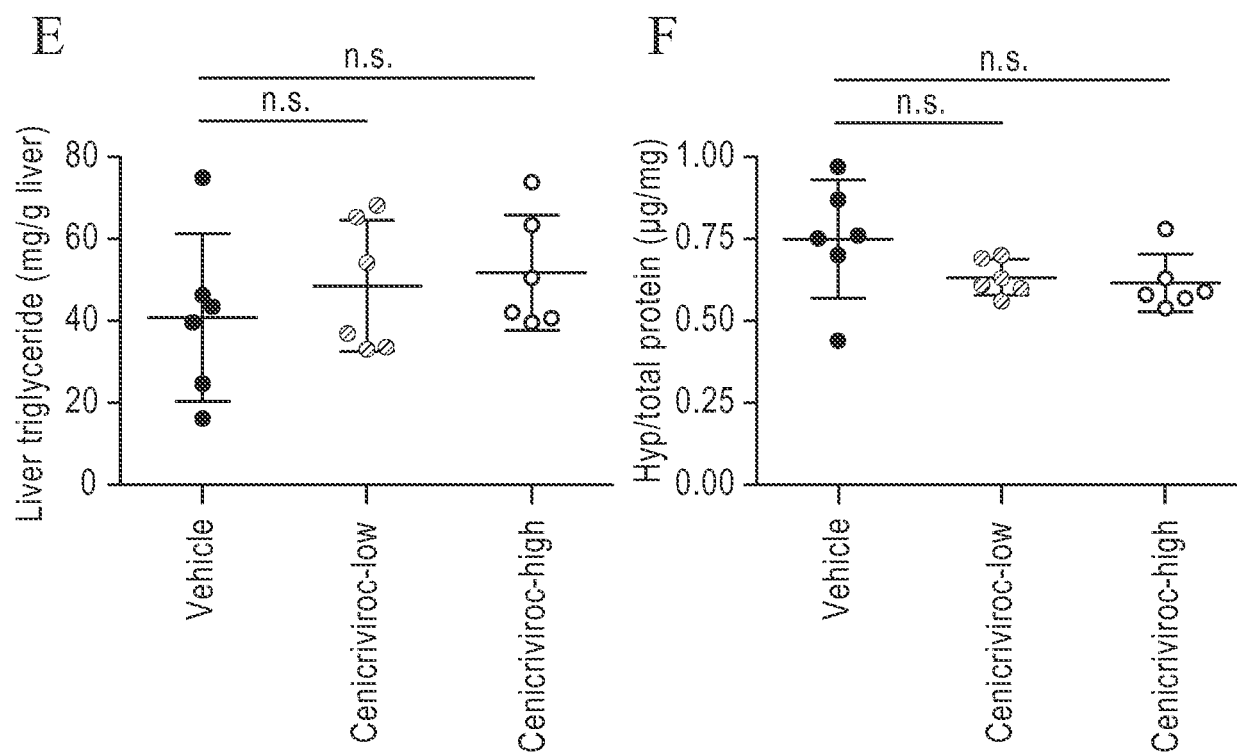 E
n.s.
n.s.
Liver triglyceride (mg/g liver)
80
60
40
20
0
Vehicle
Cenicriviroc-low
Cenicriviroc-high
F
n.s.
n.s.
Hyp/total protein (µg/mg)
1.00
0.75
0.50
0.25
0.00
Vehicle
Cenicriviroc-low
Cenicriviroc-high